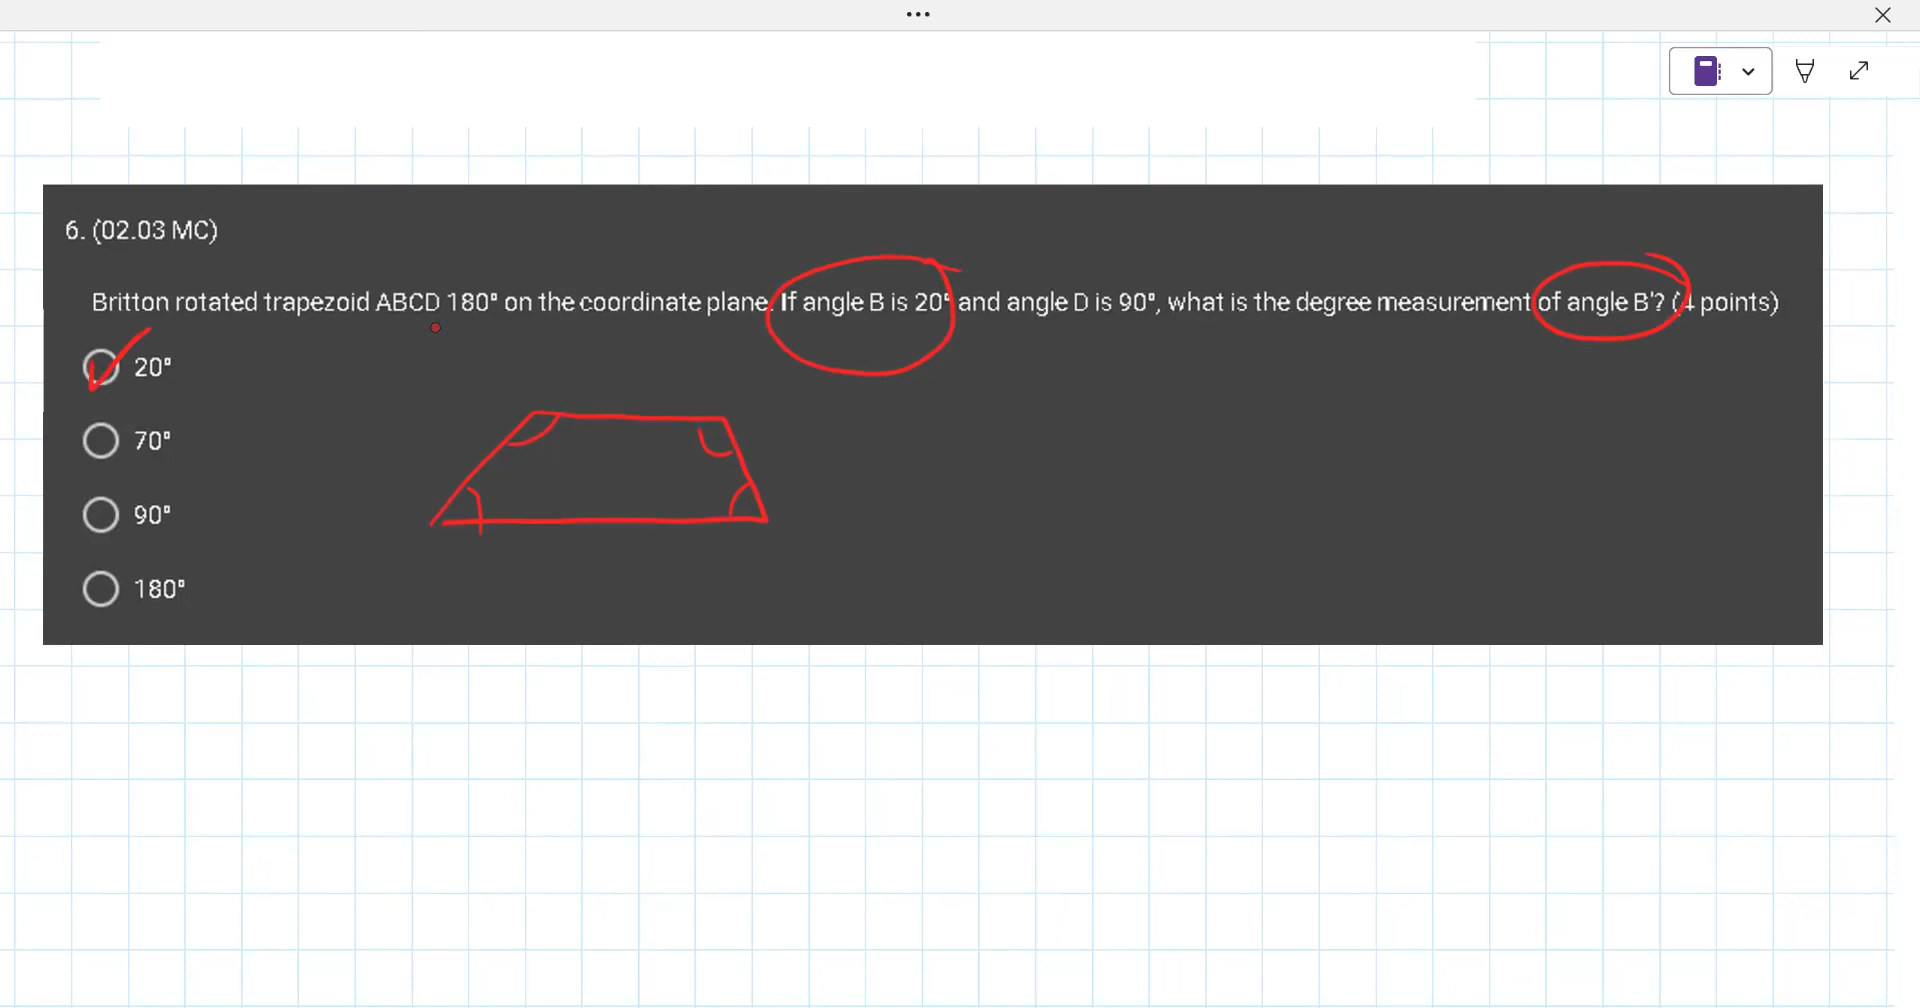 6. (02.03 MC)
Britton rotated trapezoid ABCD 180° on the coordinate plane. If angle B is 20° and angle D is 90°, what is the degree measurement of angle B'? (4 points)
20°
70°
90°
180°